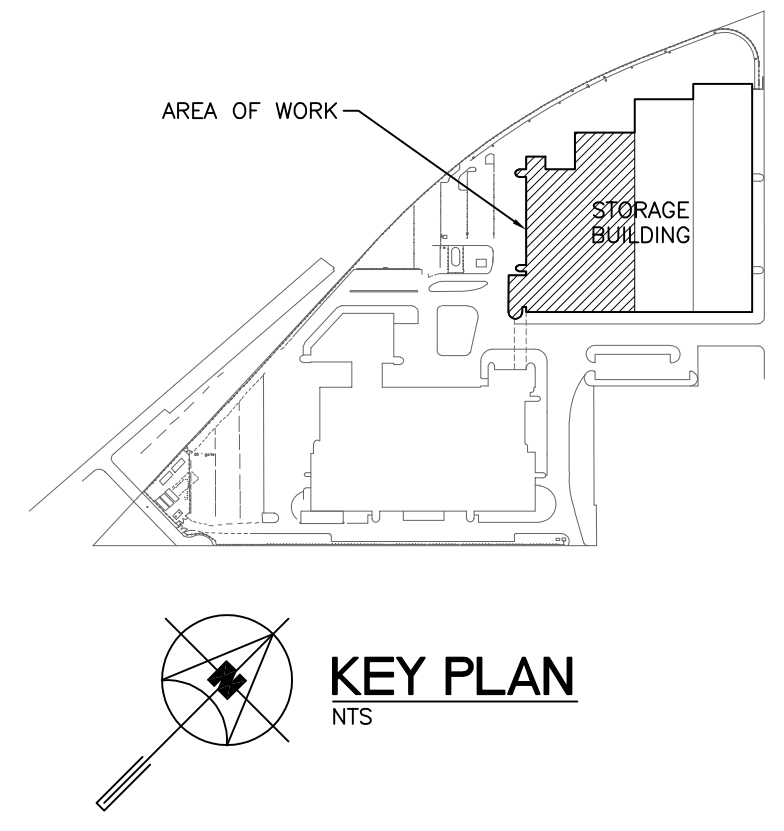 AREA OF WORK
STORAGE
BUILDING
N
KEY PLAN
NTS